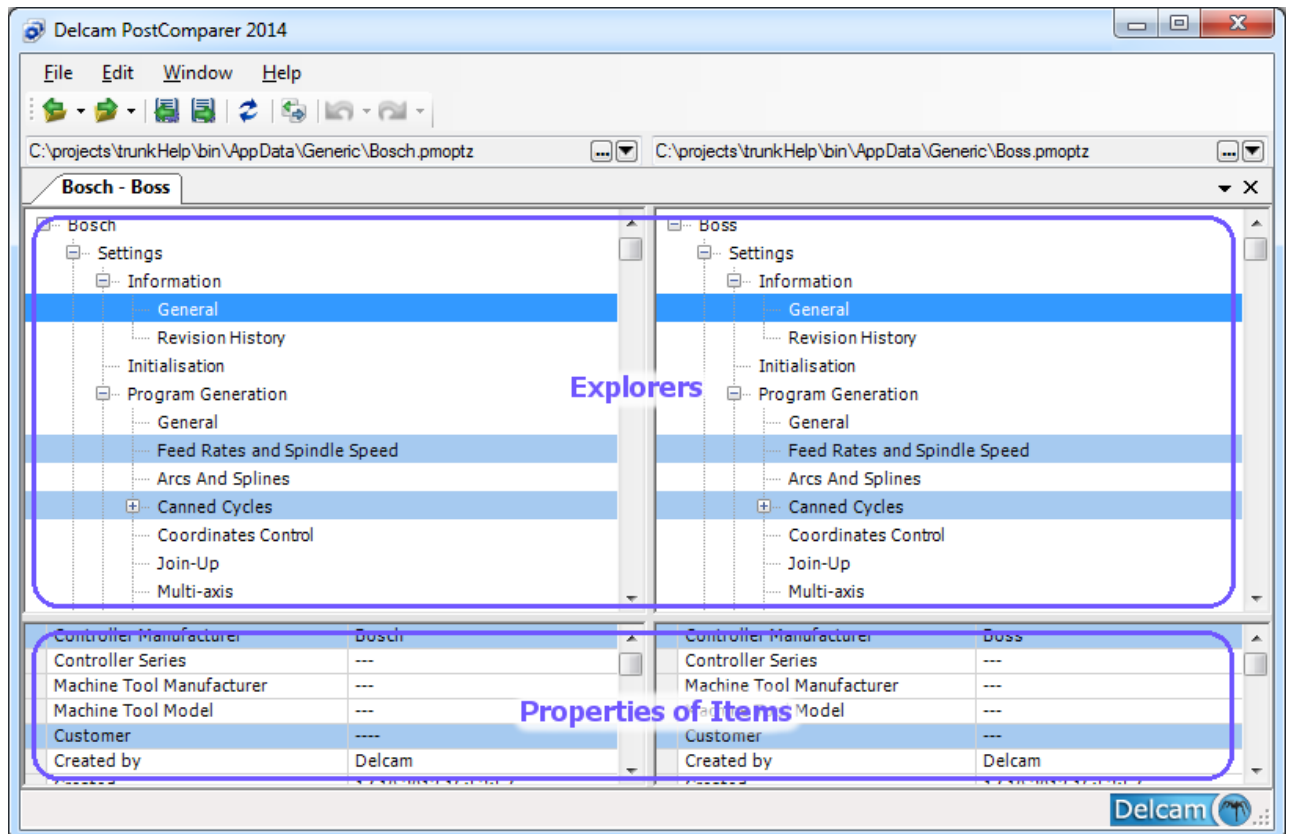 Delcam PostComparer 2014
File Edit Window Help
C:\projects\trunkHelp\bin\AppData\Generic\Bosch.pmoptz ... C:\projects\trunkHelp\bin\AppData\Generic\Boss.pmoptz ...
Bosch - Boss
Bosch
Settings
Information
General
Revision History
Initialisation
Program Generation
General
Feed Rates and Spindle Speed
Arcs And Splines
Canned Cycles
Coordinates Control
Join-Up
Multi-axis
Boss
Settings
Information
General
Revision History
Initialisation
Program Generation
General
Feed Rates and Spindle Speed
Arcs And Splines
Canned Cycles
Coordinates Control
Join-Up
Multi-axis
Explorers
Controller Manufacturer Bosch
Controller Series ---
Machine Tool Manufacturer ---
Machine Tool Model ---
Customer ----
Created by Delcam
Created
Controller Manufacturer Boss
Controller Series ---
Machine Tool Manufacturer ---
Machine Tool Model ---
Customer ---
Created by Delcam
Created
Properties of Items
Delcam